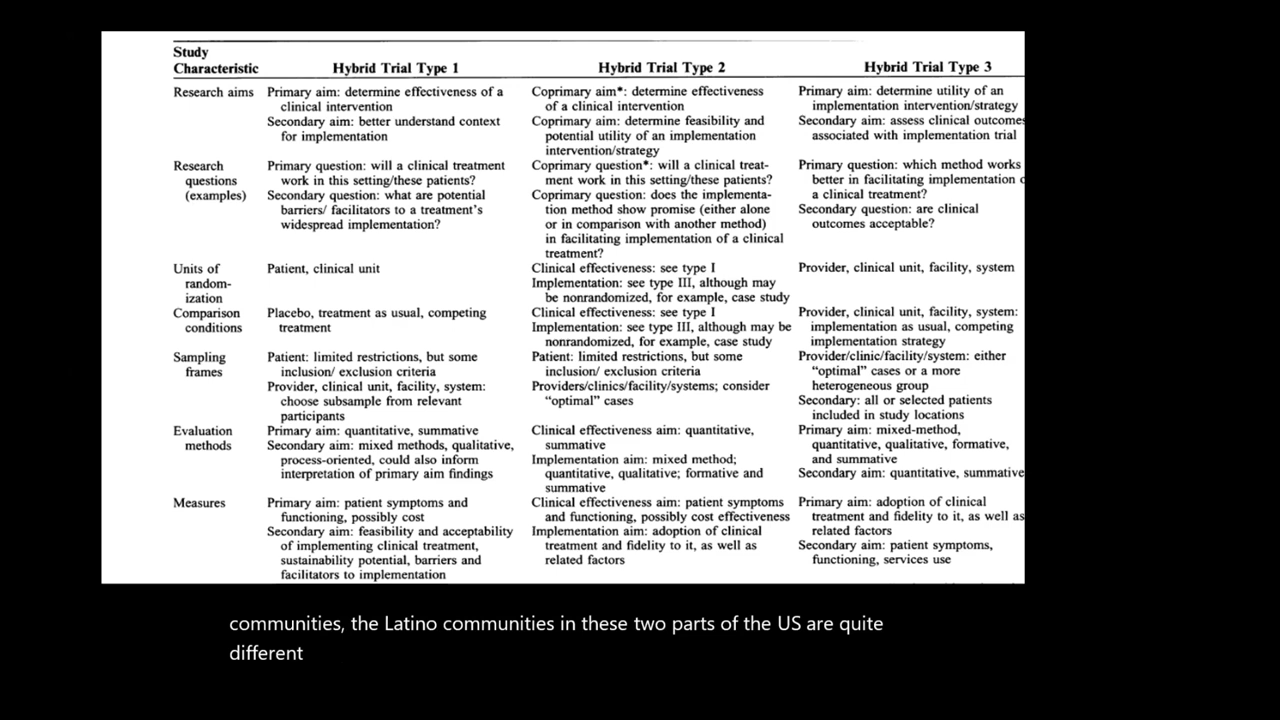 Study
Characteristic Hybrid Trial Type 1 Hybrid Trial Type 2 Hybrid Trial Type 3
Research aims
Primary aim: determine effectiveness of a
clinical intervention
Secondary aim: better understand context
for implementation
Coprimary aim*: determine effectiveness
of a clinical intervention
Coprimary aim: determine feasibility and
potential utility of an implementation
intervention/strategy
Primary aim: determine utility of an
implementation intervention/strategy
Secondary aim: assess clinical outcomes
associated with implementation trial
Research
questions
(examples)
Primary question: will a clinical treatment
work in this setting/these patients?
Secondary question: what are potential
barriers/ facilitators to a treatment's
widespread implementation?
Coprimary question*: will a clinical treat-
ment work in this setting/these patients?
Coprimary question: does the implementa-
tion method show promise (either alone
or in comparison with another method)
in facilitating implementation of a clinical
treatment?
Primary question: which method works
better in facilitating implementation
a clinical treatment?
Secondary question: are clinical
outcomes acceptable?
Units of
random-
ization
Patient, clinical unit
Clinical effectiveness: see type I
Implementation: see type III, although may
be nonrandomized, for example, case study
Provider, clinical unit, facility, system
Comparison
conditions
Placebo, treatment as usual, competing
treatment
Clinical effectiveness: see type I
Implementation: see type III, although may be
nonrandomized, for example, case study
Provider, clinical unit, facility, system:
implementation as usual, competing
implementation strategy
Sampling
frames
Patient: limited restrictions, but some
inclusion/ exclusion criteria
Provider, clinical unit, facility, system:
choose subsample from relevant
participants
Patient: limited restrictions, but some
inclusion/ exclusion criteria
Providers/clinics/facility/systems; consider
“optimal” cases
Provider/clinic/facility/system: either
“optimal” cases or a more
heterogeneous group
Secondary: all or selected patients
included in study locations
Evaluation
methods
Primary aim: quantitative, summative
Secondary aim: mixed methods, qualitative,
process-oriented, could also inform
interpretation of primary aim findings
Clinical effectiveness aim: quantitative,
summative
Implementation aim: mixed method;
quantitative, qualitative; formative and
summative
Primary aim: mixed-method,
quantitative, qualitative, formative,
and summative
Secondary aim: quantitative, summative
Measures
Primary aim: patient symptoms and
functioning, possibly cost
Secondary aim: feasibility and acceptability
of implementing clinical treatment,
sustainability potential, barriers and
facilitators to implementation
Clinical effectiveness aim: patient symptoms
and functioning, possibly cost effectiveness
Implementation aim: adoption of clinical
treatment and fidelity to it, as well as
related factors
Primary aim: adoption of clinical
treatment and fidelity to it, as well as
related factors
Secondary aim: patient symptoms,
functioning, services use
communities, the Latino communities in these two parts of the US are quite
different